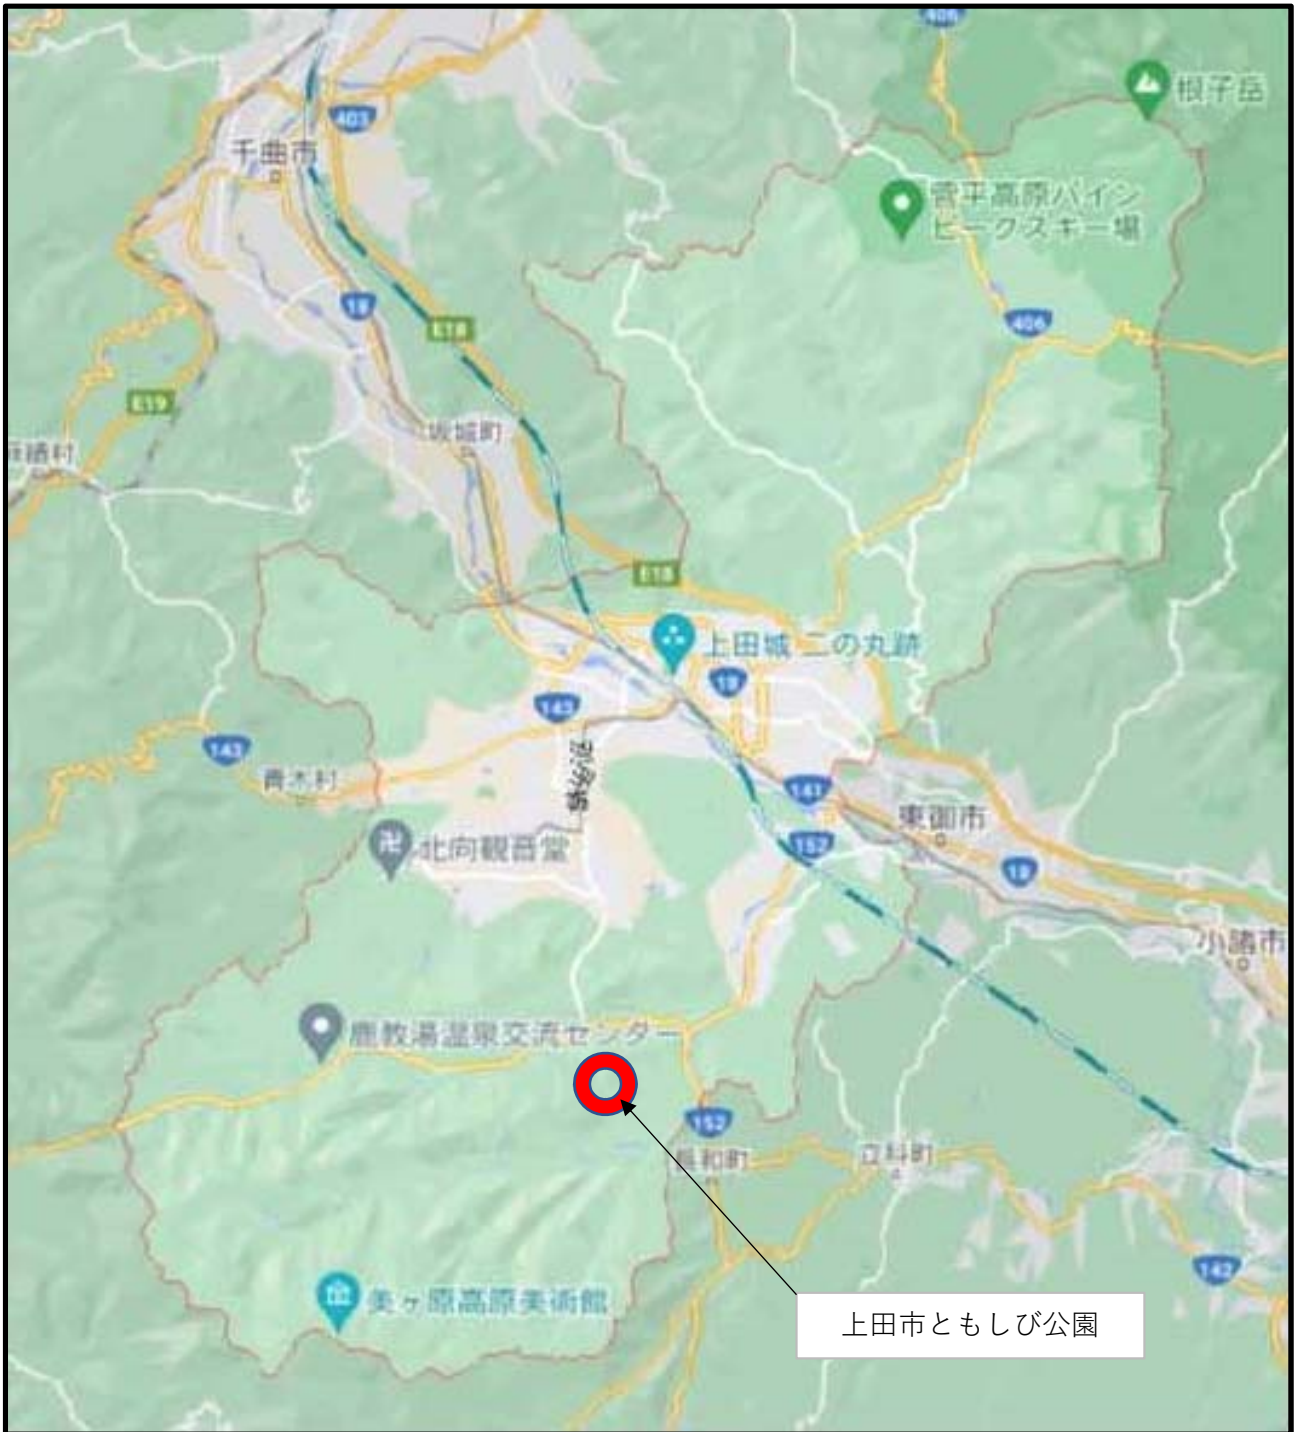 406
根子岳
403
千曲市
菅平高原パイン
ビークスキー場
18
E18
406
E19
坂城町
麻績村
E18
上田城 二の丸跡
18
143
143
青木村
141
東御市
152
北向観音堂
18
小諸市
鹿教湯温泉交流センター
152
長和町
立科町
142
美ヶ原高原美術館
上田市ともしび公園